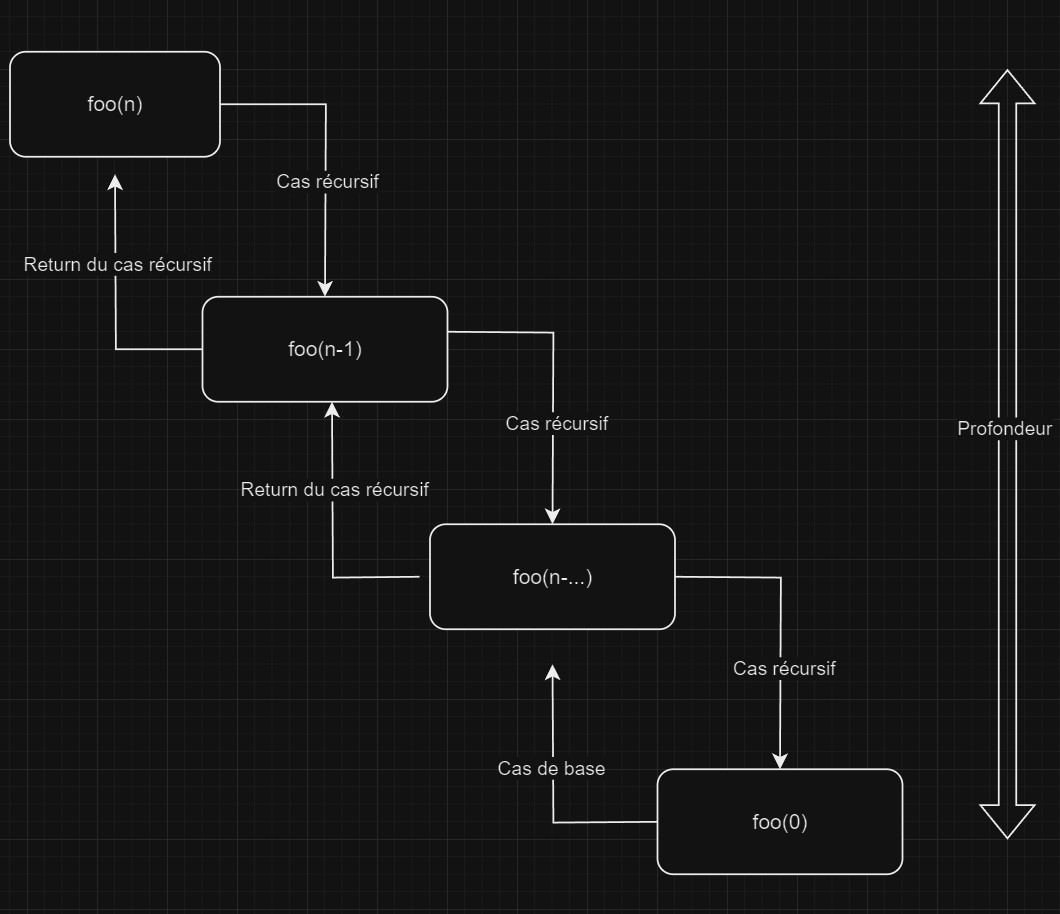 foo(n)
Cas récursif
Return du cas récursif
foo(n-1)
Cas récursif
Profondeur
Return du cas récursif
foo(n-...)
Cas récursif
Cas de base
foo(0)